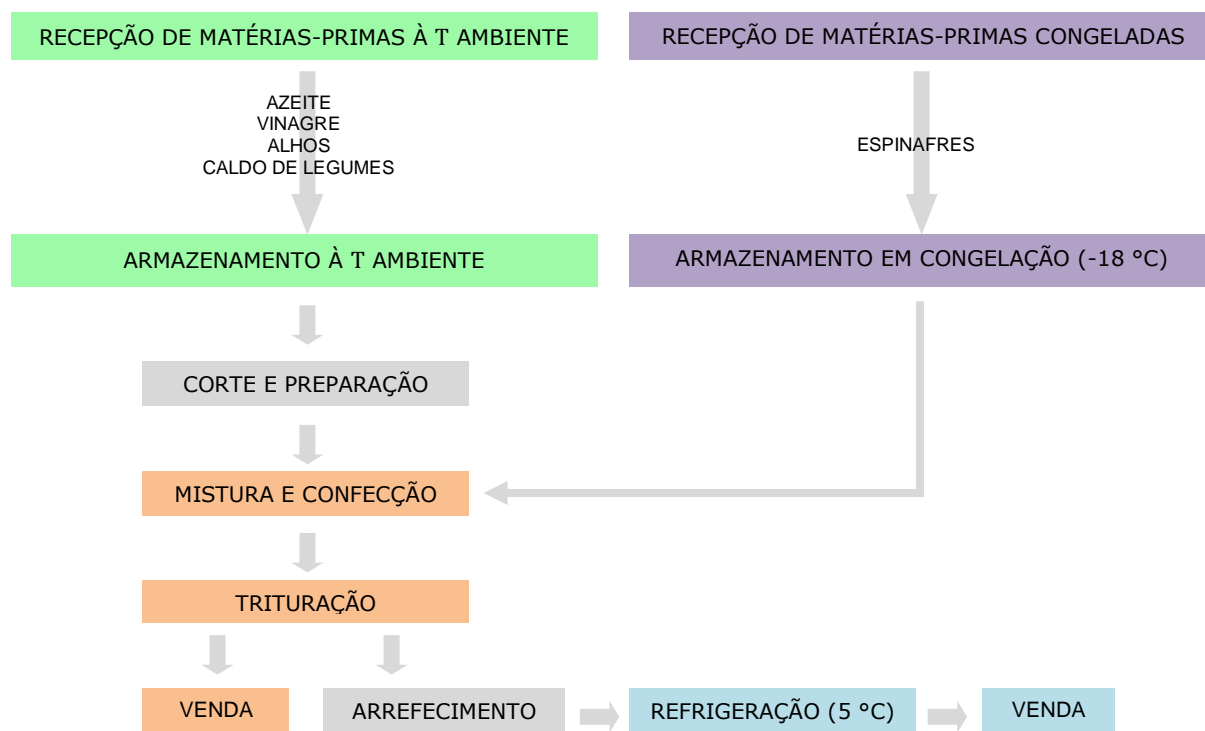 RECEPÇÃO DE MATÉRIAS-PRIMAS À T AMBIENTE
RECEPÇÃO DE MATÉRIAS-PRIMAS CONGELADAS
AZEITE
VINAGRE
ALHOS
CALDO DE LEGUMES
ESPINAFRES
ARMAZENAMENTO À T AMBIENTE
ARMAZENAMENTO EM CONGELAÇÃO (-18 °C)
CORTE E PREPARAÇÃO
MISTURA E CONFECÇÃO
TRITURAÇÃO
VENDA
ARREFECIMENTO
REFRIGERAÇÃO (5 °C)
VENDA